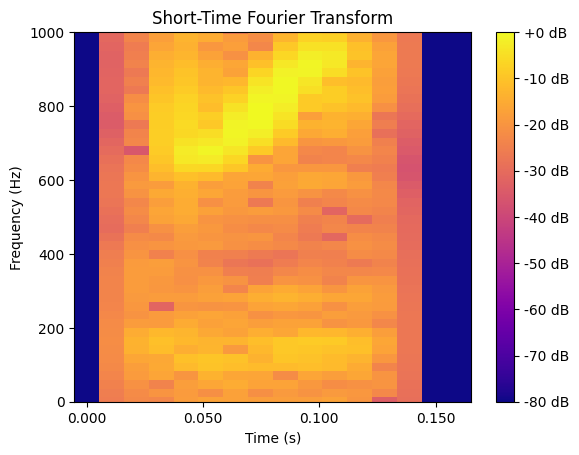 Short-Time Fourier Transform
1000
800
600
400
200
0
Frequency (Hz)
0.000
0.050
0.100
0.150
Time (s)
+0 dB
-10 dB
-20 dB
-30 dB
-40 dB
-50 dB
-60 dB
-70 dB
-80 dB